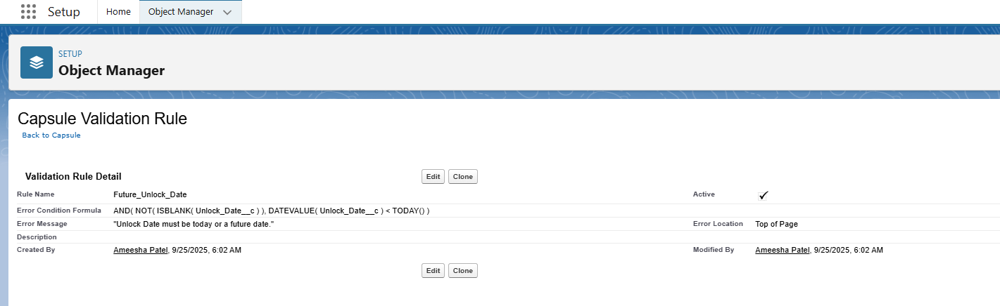 Setup Home Object Manager
SETUP
Object Manager
Capsule Validation Rule
Back to Capsule
Validation Rule Detail Edit Clone
Rule Name Future_Unlock_Date Active
Error Condition Formula AND( NOT( ISBLANK( Unlock_Date__c ) ), DATEVALUE( Unlock_Date__c ) < TODAY() )
Error Message "Unlock Date must be today or a future date." Error Location Top of Page
Description
Created By Ameesha Patel, 9/25/2025, 6:02 AM Modified By Ameesha Patel, 9/25/2025, 6:02 AM
Edit Clone